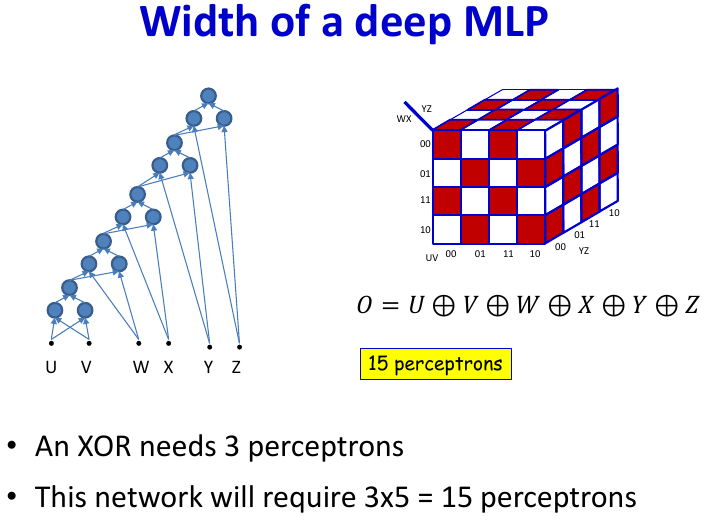 Width of a deep MLP
YZ
WX
00
01
11
10
UV 00 01 11 10
00 01 11 10
YZ
U V W X Y Z
O = U ⊕ V ⊕ W ⊕ X ⊕ Y ⊕ Z
15 perceptrons
• An XOR needs 3 perceptrons
• This network will require 3x5 = 15 perceptrons